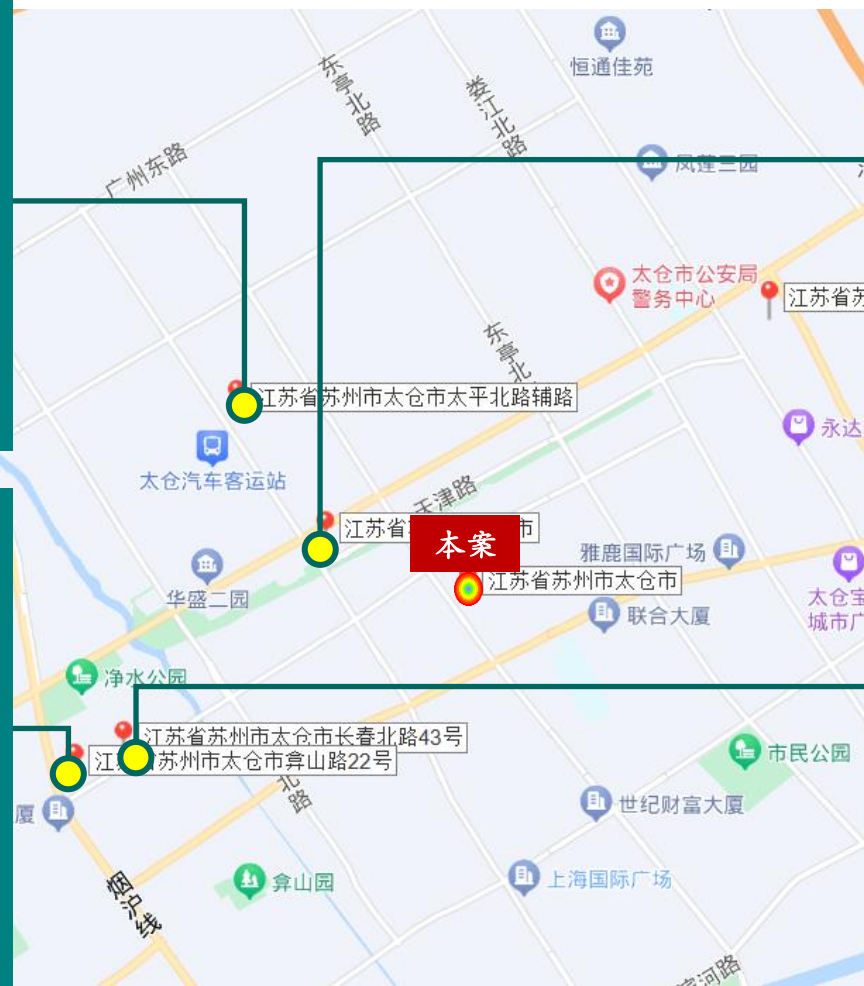 恒通佳苑
东亭北路
娄江北路
广州东路
凤莲三园
太仓市公安局
警务中心
江苏省苏
东亭北
江苏省苏州市太仓市太平北路辅路
永达
太仓汽车客运站
天津路
江苏省
市
本案
雅鹿国际广场
江苏省苏州市太仓市
华盛二园
联合大厦
太仓宝
城市广
净水公园
江苏省苏州市太仓市长春北路43号
江
苏州市太仓市弇山路22号
市民公园
北路
厦
世纪财富大厦
弇山园
上海国际广场
烟沪线
滨河路